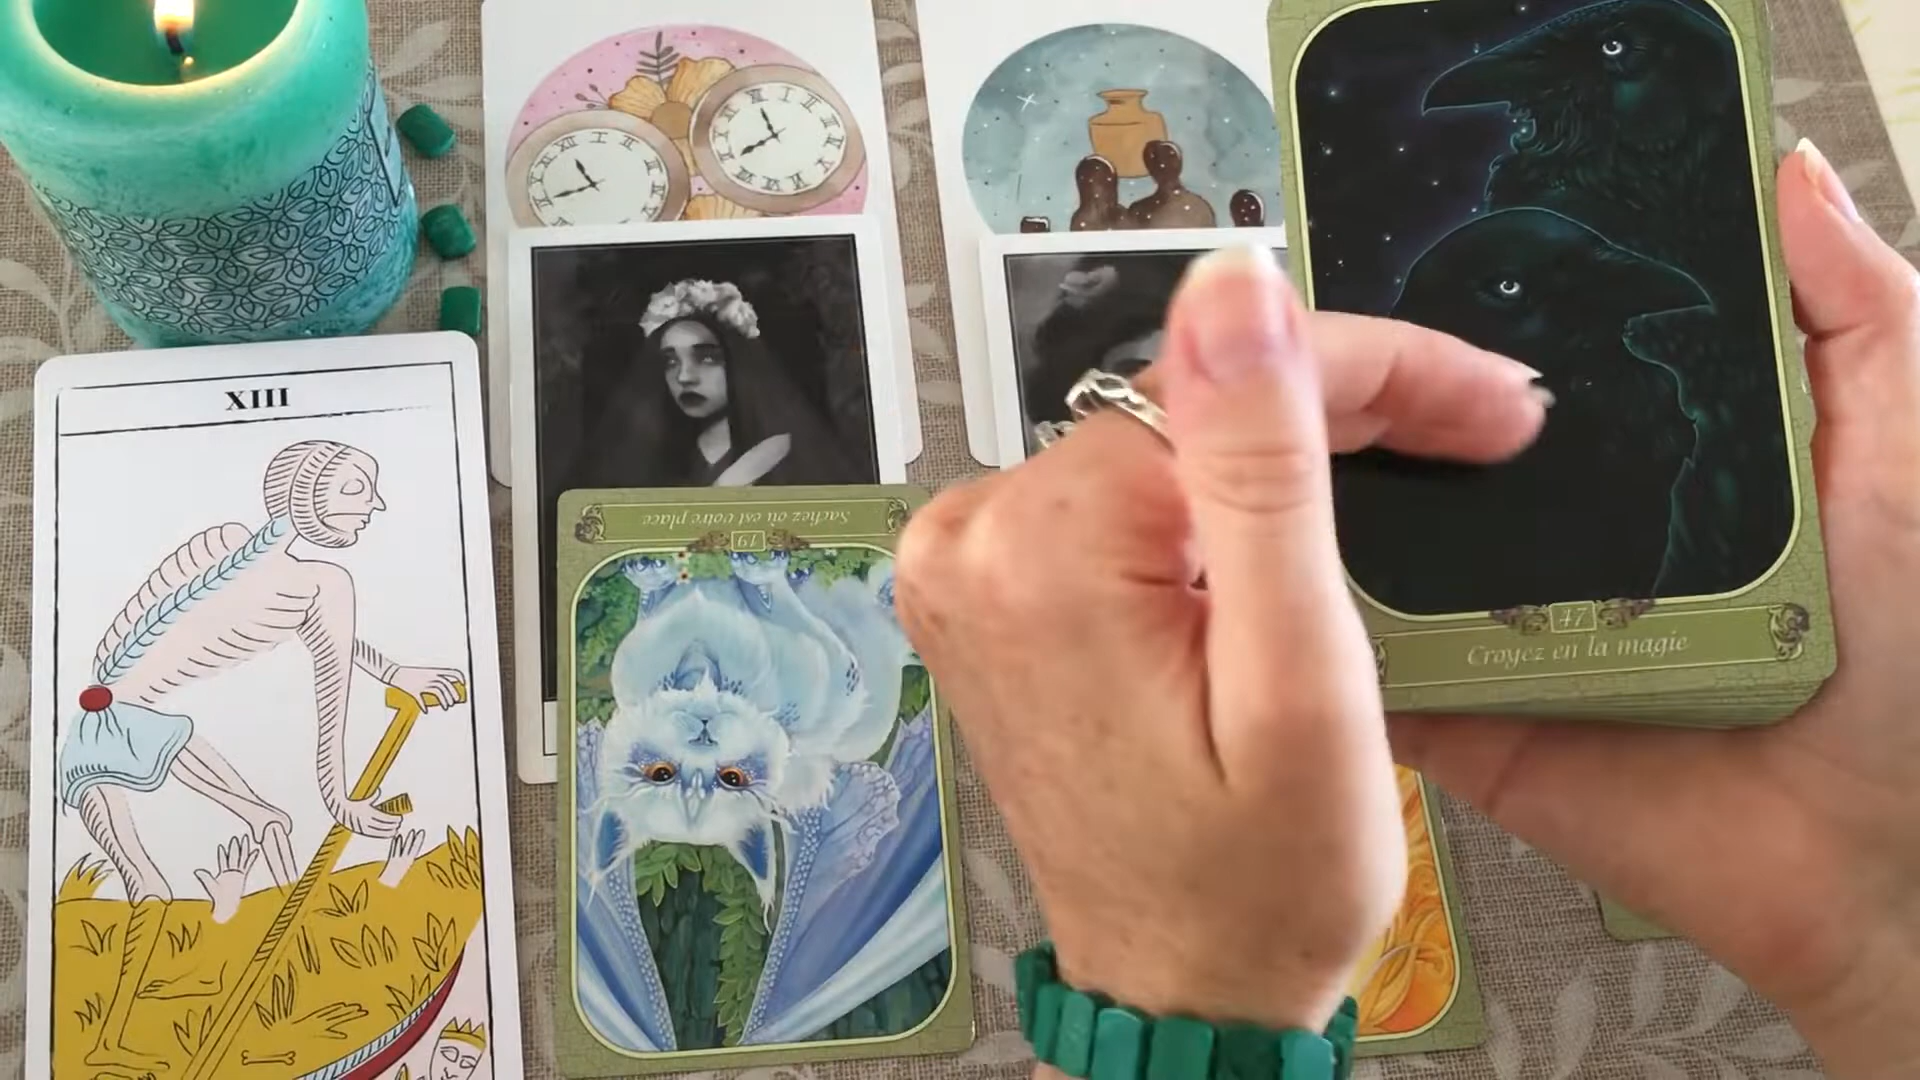 XIII
Sachez où est votre place
19
47
Croyez en la magie